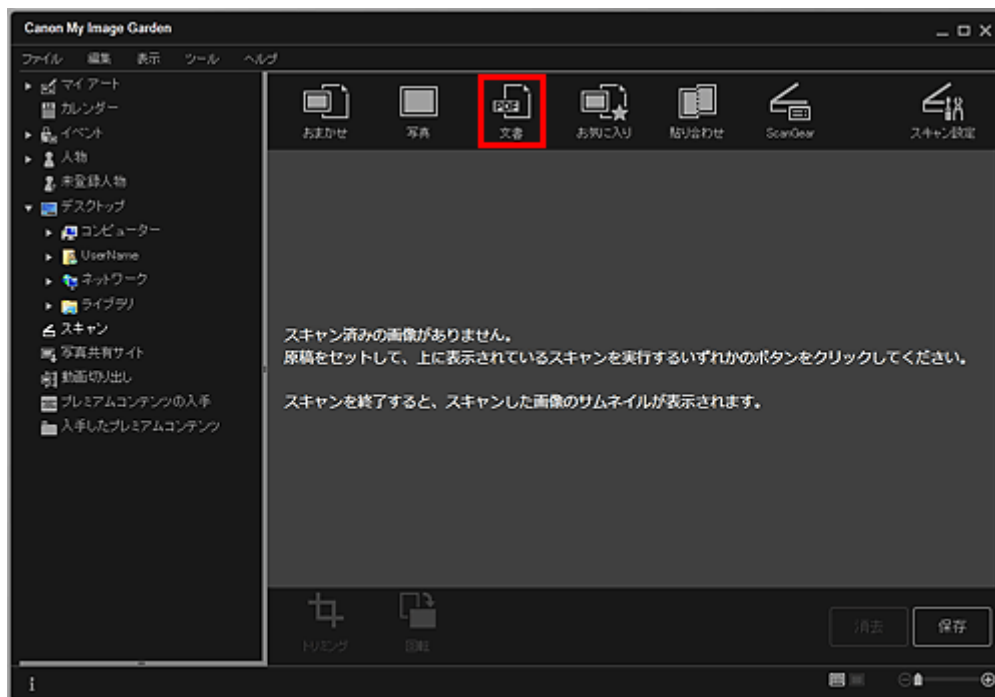 Canon My Image Garden
ファイル 編集 表示 ツール ヘルプ
マイ アート
カレンダー
イベント
人物
未登録人物
デスクトップ
コンピューター
UserName
ネットワーク
ライブラリ
スキャン
写真共有サイト
動画切り出し
プレミアムコンテンツの入手
入手したプレミアムコンテンツ
おまかせ 写真 PDF 文書 お気に入り 貼り合わせ ScanGear スキャン設定
スキャン済みの画像がありません。
原稿をセットして、上に表示されているスキャンを実行するいずれかのボタンをクリックしてください。
スキャンを終了すると、スキャンした画像のサムネイルが表示されます。
トリミング 回転 消去 保存